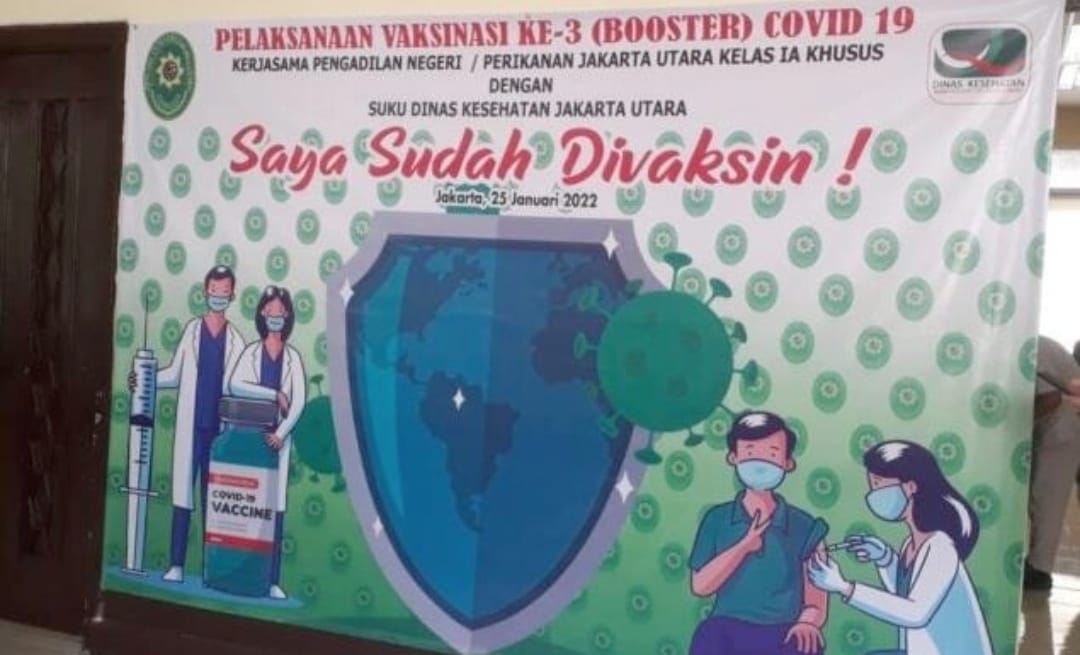 PELAKSANAAN VAKSINASI KE-3 (BOOSTER) COVID 19
KERJASAMA PENGADILAN NEGERI / PERIKANAN JAKARTA UTARA KELAS IA KHUSUS
DENGAN
SUKU DINAS KESEHATAN JAKARTA UTARA
DINAS KESEHATAN
Saya Sudah Divaksin !
Jakarta, 25 Januari 2022
COVID-19
VACCINE